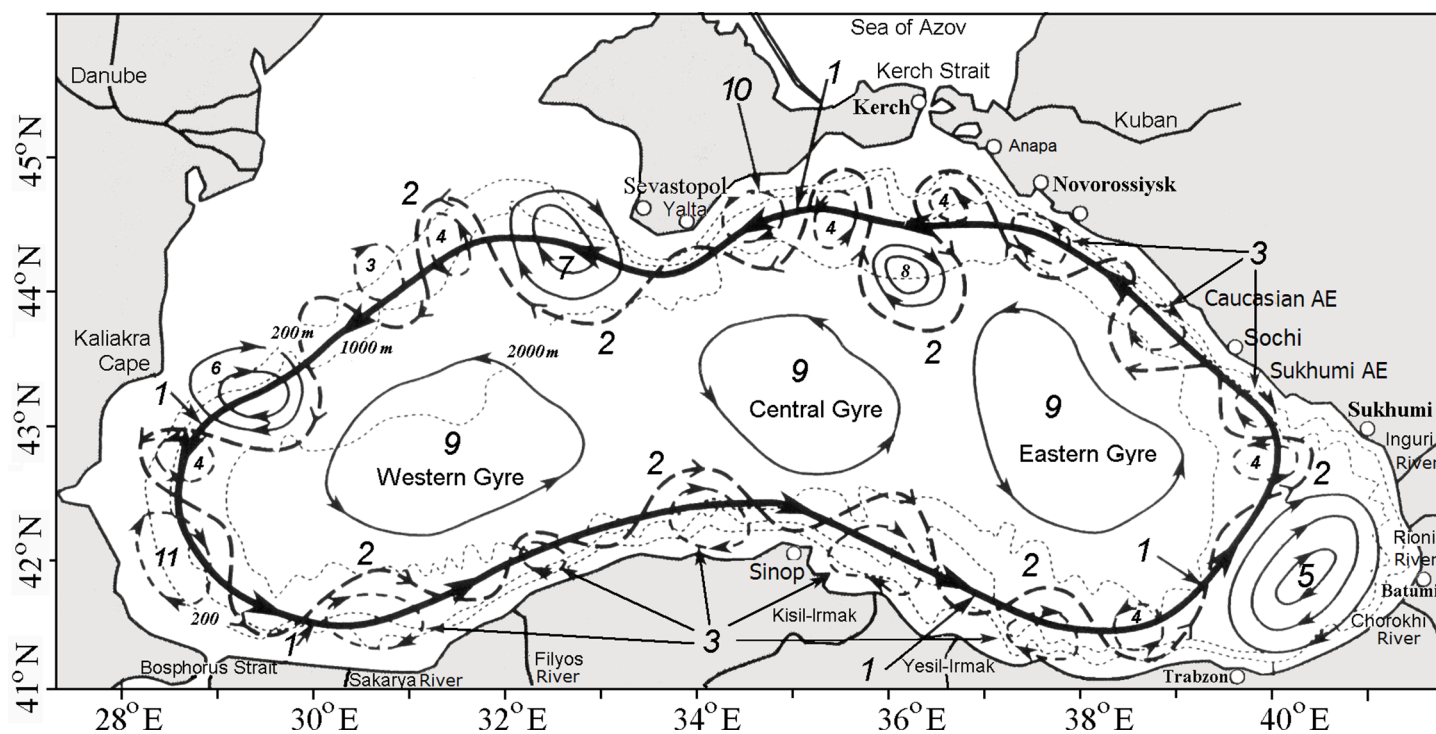 Sea of Azov
Danube
Kerch Strait
10
1
Kerch
Kuban
45°N
Anapa
2
Sevastopol
Novorossiysk
Yalta
4
4
4
3
3
7
8
44°N
Caucasian AE
200 m
Kaliakra
Cape
1000 m
2000 m
2
2
Sochi
6
9
Sukhumi AE
1
Central Gyre
9
43°N
9
Sukhumi
Western Gyre
Eastern Gyre
Inguri
River
4
4
2
2
42°N
11
2
2
1
Sinop
5
Rioni
River
Batumi
200
Kisil-Irmak
4
Chorokhi
River
1
3
Bosphorus Strait
Filyos
River
1
Yesil-Irmak
Sakarya River
Trabzon
41°N
28°E
30°E
32°E
34°E
36°E
38°E
40°E